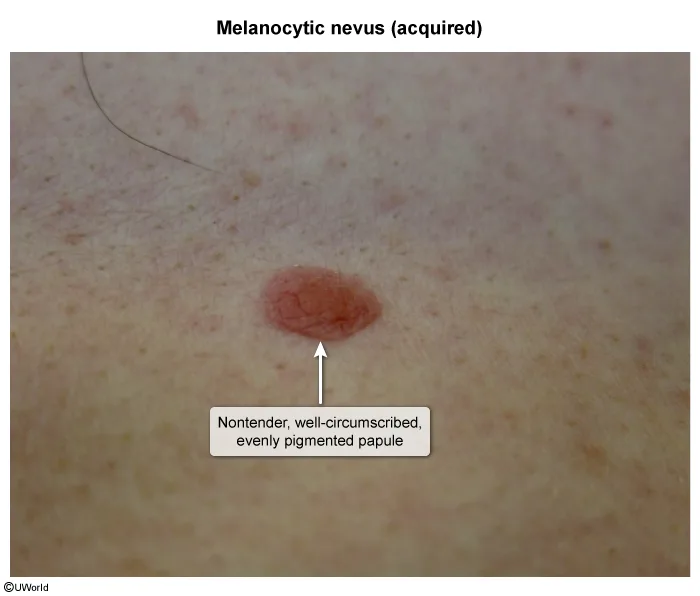 Melanocytic nevus (acquired)
Nontender, well-circumscribed,
evenly pigmented papule
©UWorld